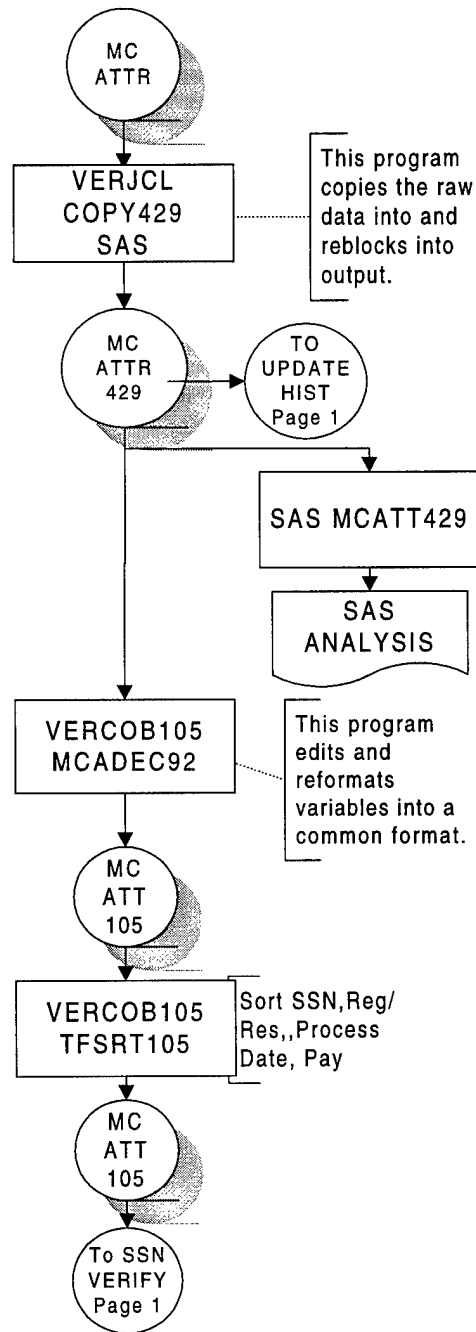 MC
ATTR
VERJCL
COPY429
SAS
This program
copies the raw
data into and
reblocks into
output.
MC
ATTR
429
TO
UPDATE
HIST
Page 1
SAS MCATT429
SAS
ANALYSIS
VERCOB105
MCADEC92
This program
edits and
reformats
variables into a
common format.
MC
ATT
105
VERCOB105
TFSRT105
Sort SSN,Reg/
Res,,Process
Date, Pay
MC
ATT
105
To SSN
VERIFY
Page 1